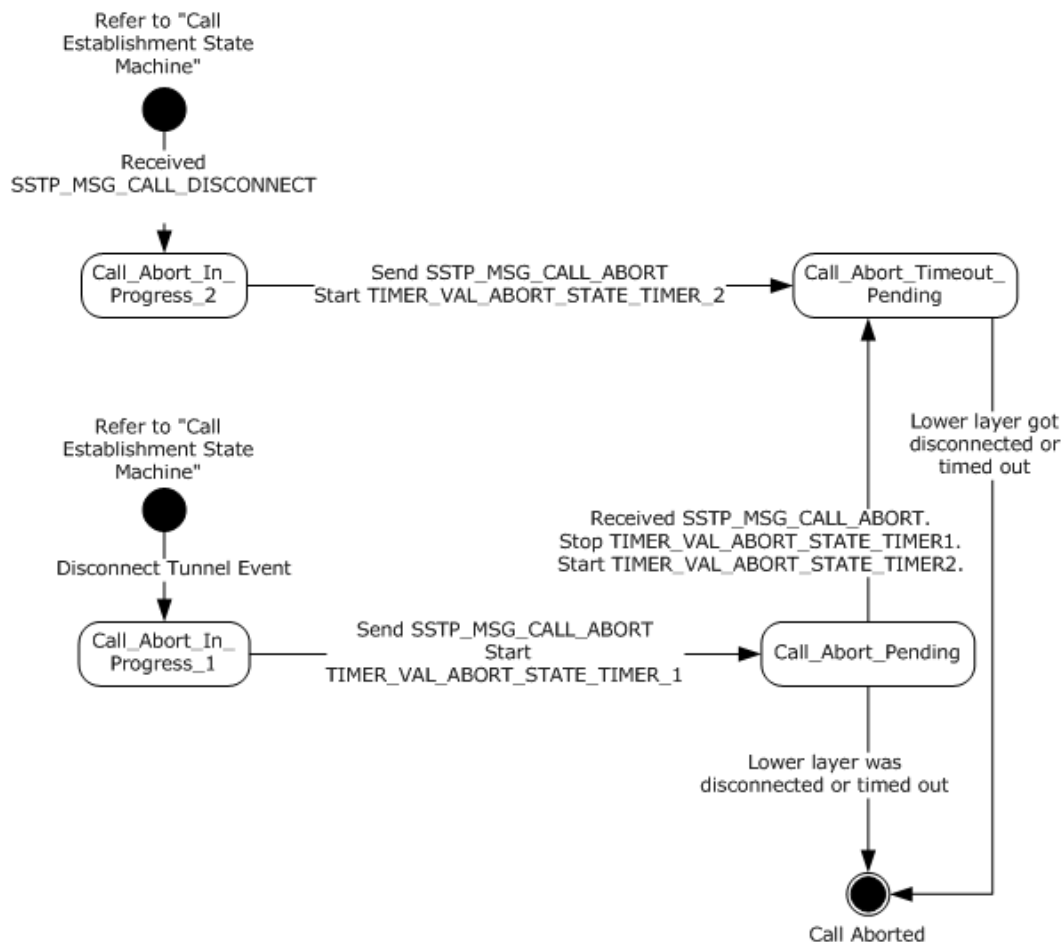 Refer to "Call
Establishment State
Machine"
Received
SSTP_MSG_CALL_DISCONNECT
Call_Abort_In_
Progress_2
Send SSTP_MSG_CALL_ABORT
Start TIMER_VAL_ABORT_STATE_TIMER_2
Call_Abort_Timeout_
Pending
Lower layer got
disconnected or
timed out
Refer to "Call
Establishment State
Machine"
Disconnect Tunnel Event
Received SSTP_MSG_CALL_ABORT.
Stop TIMER_VAL_ABORT_STATE_TIMER1.
Start TIMER_VAL_ABORT_STATE_TIMER2.
Call_Abort_In_
Progress_1
Send SSTP_MSG_CALL_ABORT
Start
TIMER_VAL_ABORT_STATE_TIMER_1
Call_Abort_Pending
Lower layer was
disconnected or timed out
Call Aborted